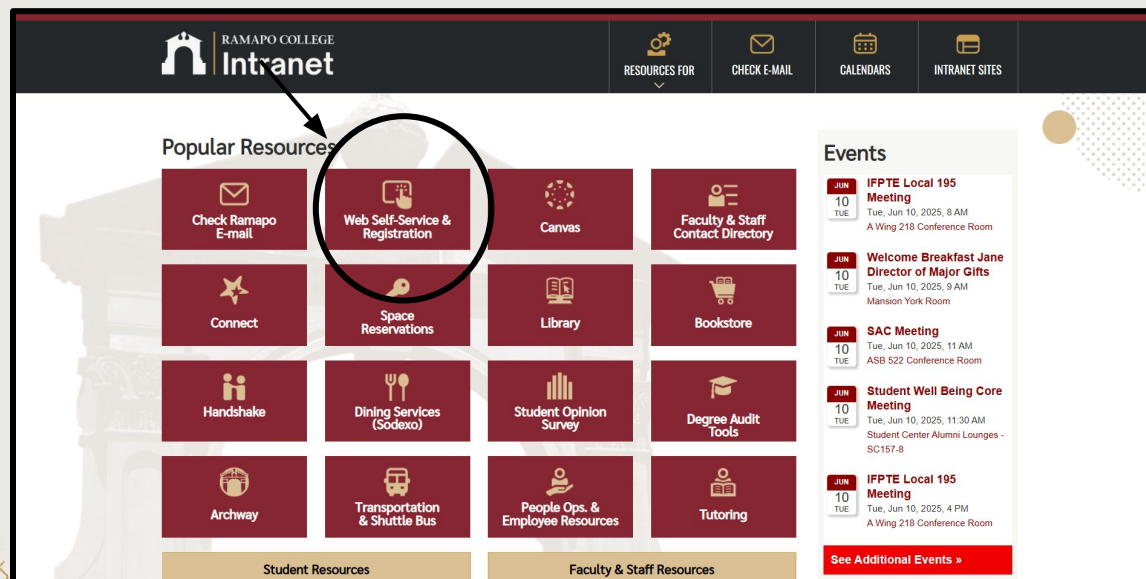 RAMAPO COLLEGE
Intranet
RESOURCES FOR
CHECK E-MAIL
CALENDARS
INTRANET SITES
Popular Resources
Check Ramapo
E-mail
Web Self-Service &
Registration
Canvas
Faculty & Staff
Contact Directory
Connect
Space
Reservations
Library
Bookstore
Handshake
Dining Services
(Sodexo)
Student Opinion
Survey
Degree Audit
Tools
Archway
Transportation
& Shuttle Bus
People Ops. &
Employee Resources
Tutoring
Student Resources
Faculty & Staff Resources
Events
JUN
10
TUE
IFPTE Local 195
Meeting
Tue, Jun 10, 2025, 8 AM
A Wing 218 Conference Room
JUN
10
TUE
Welcome Breakfast Jane
Director of Major Gifts
Tue, Jun 10, 2025, 9 AM
Mansion York Room
JUN
10
TUE
SAC Meeting
Tue, Jun 10, 2025, 11 AM
ASB 522 Conference Room
JUN
10
TUE
Student Well Being Core
Meeting
Tue, Jun 10, 2025, 11:30 AM
Student Center Alumni Lounges -
SC157-8
JUN
10
TUE
IFPTE Local 195
Meeting
Tue, Jun 10, 2025, 4 PM
A Wing 218 Conference Room
See Additional Events »